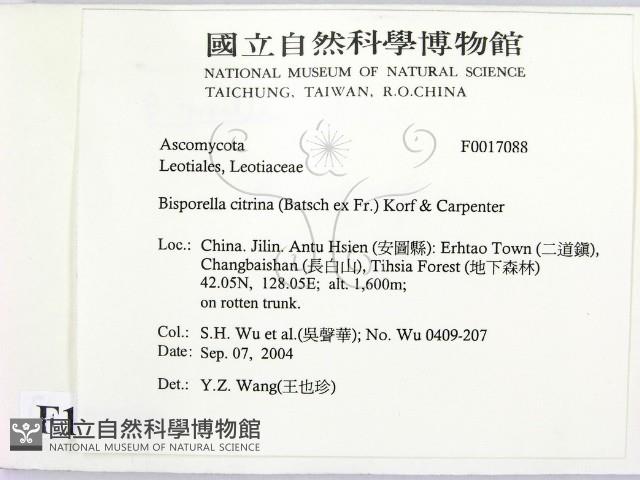 國立自然科學博物館
NATIONAL MUSEUM OF NATURAL SCIENCE
TAICHUNG, TAIWAN, R.O.CHINA
Ascomycota F0017088
Leotiales, Leotiaceae
Bisporella citrina (Batsch ex Fr.) Korf & Carpenter
Loc.: China. Jilin. Antu Hsien (安圖縣): Erhtao Town (二道鎮),
Changbaishan (長白山), Tihsia Forest (地下森林)
42.05N, 128.05E; alt. 1,600m;
on rotten trunk.
Col.: S.H. Wu et al.(吳聲華); No. Wu 0409-207
Date: Sep. 07, 2004
Det.: Y.Z. Wang(王也珍)
F1
國立自然科學博物館
NATIONAL MUSEUM OF NATURAL SCIENCE